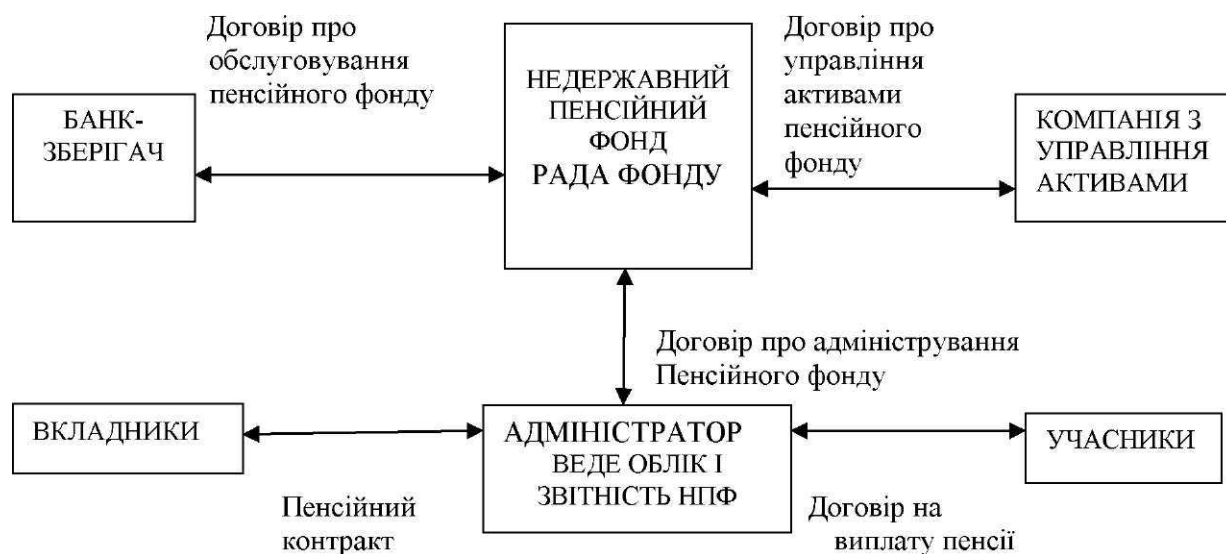 Договір про
обслуговування
пенсійного фонду
НЕДЕРЖАВНИЙ
ПЕНСІЙНИЙ
ФОНД
РАДА ФОНДУ
Договір про
управління
активами
пенсійного
фонду
БАНК-
ЗБЕРІГАЧ
КОМПАНІЯ З
УПРАВЛІННЯ
АКТИВАМИ
Договір про адміністрування
Пенсійного фонду
ВКЛАДНИКИ
АДМІНІСТРАТОР
ВЕДЕ ОБЛІК І
ЗВІТНІСТЬ НПФ
УЧАСНИКИ
Пенсійний
контракт
Договір на
виплату пенсії